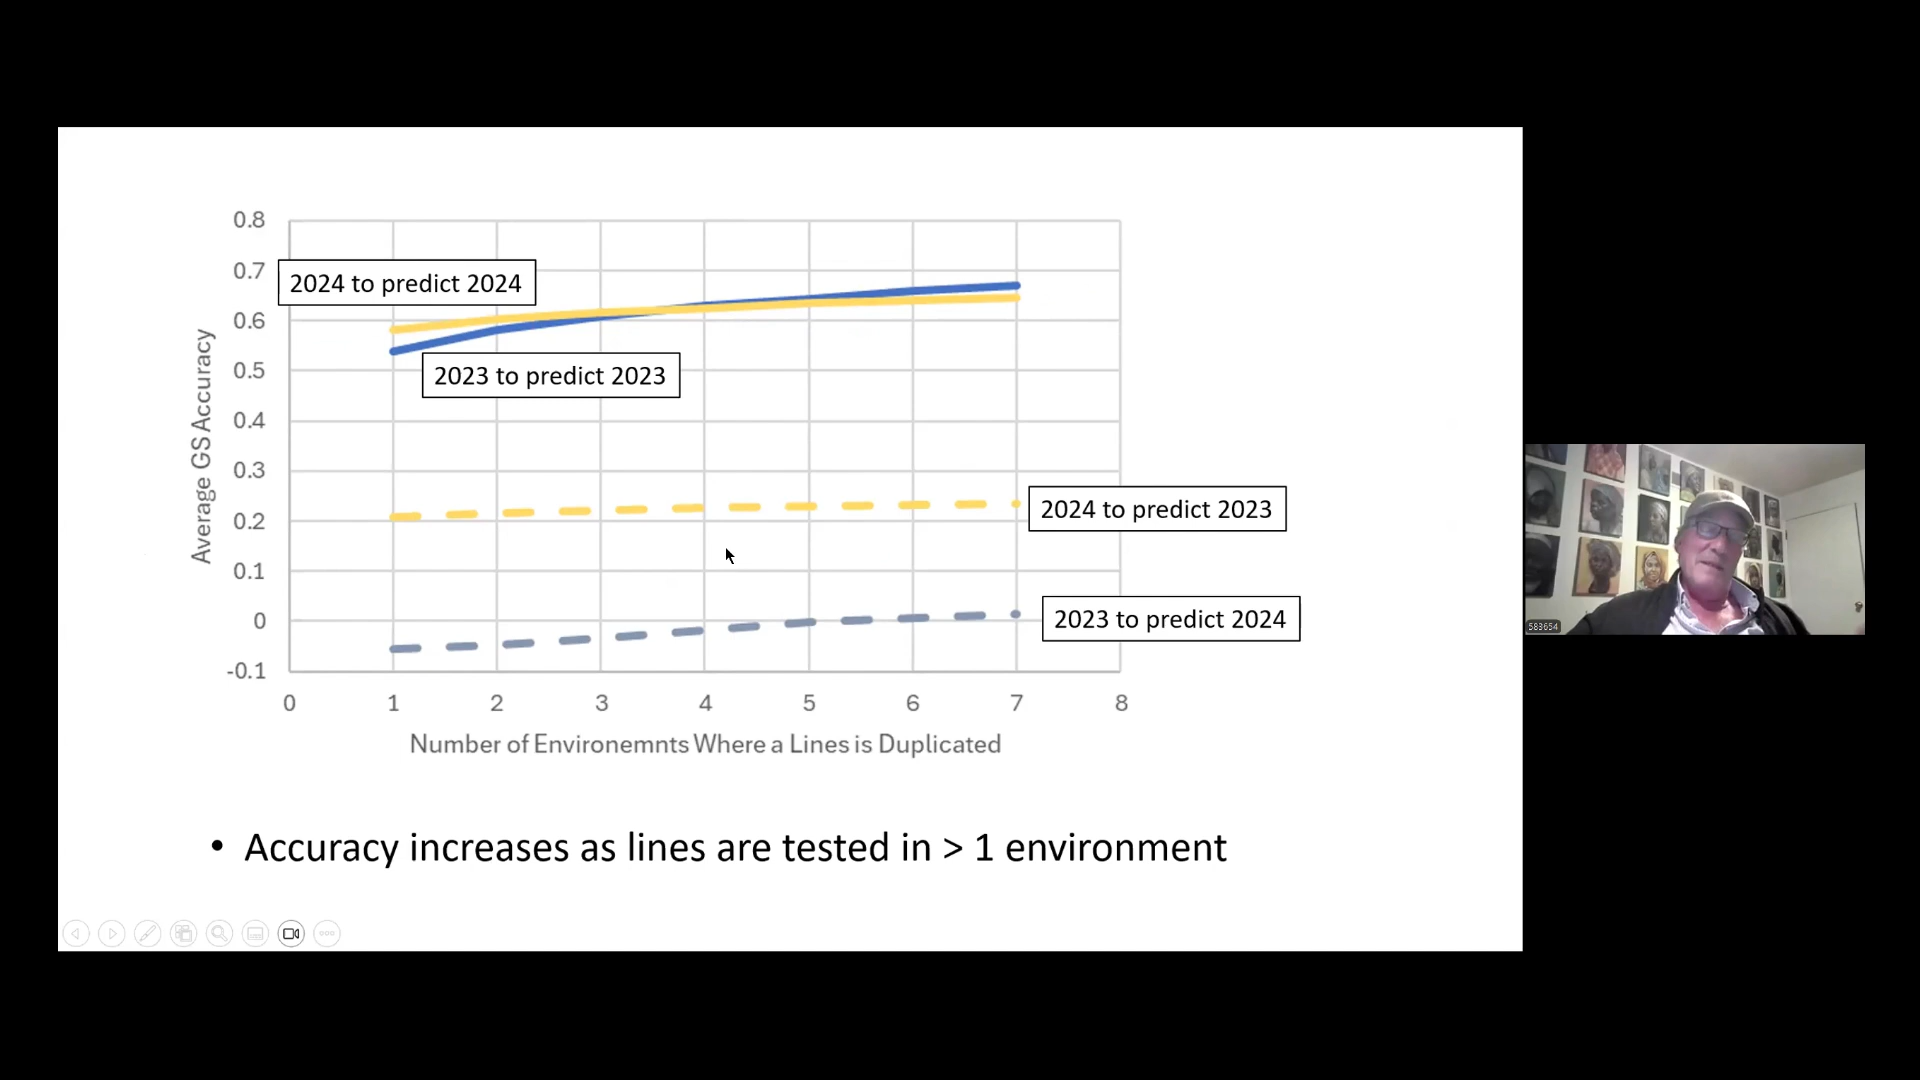 0.8
0.7
0.6
0.5
0.4
0.3
0.2
0.1
0
-0.1
Average GS Accuracy
2024 to predict 2024
2023 to predict 2023
2024 to predict 2023
2023 to predict 2024
0 1 2 3 4 5 6 7 8
Number of Environemnts Where a Lines is Duplicated
• Accuracy increases as lines are tested in > 1 environment
583654